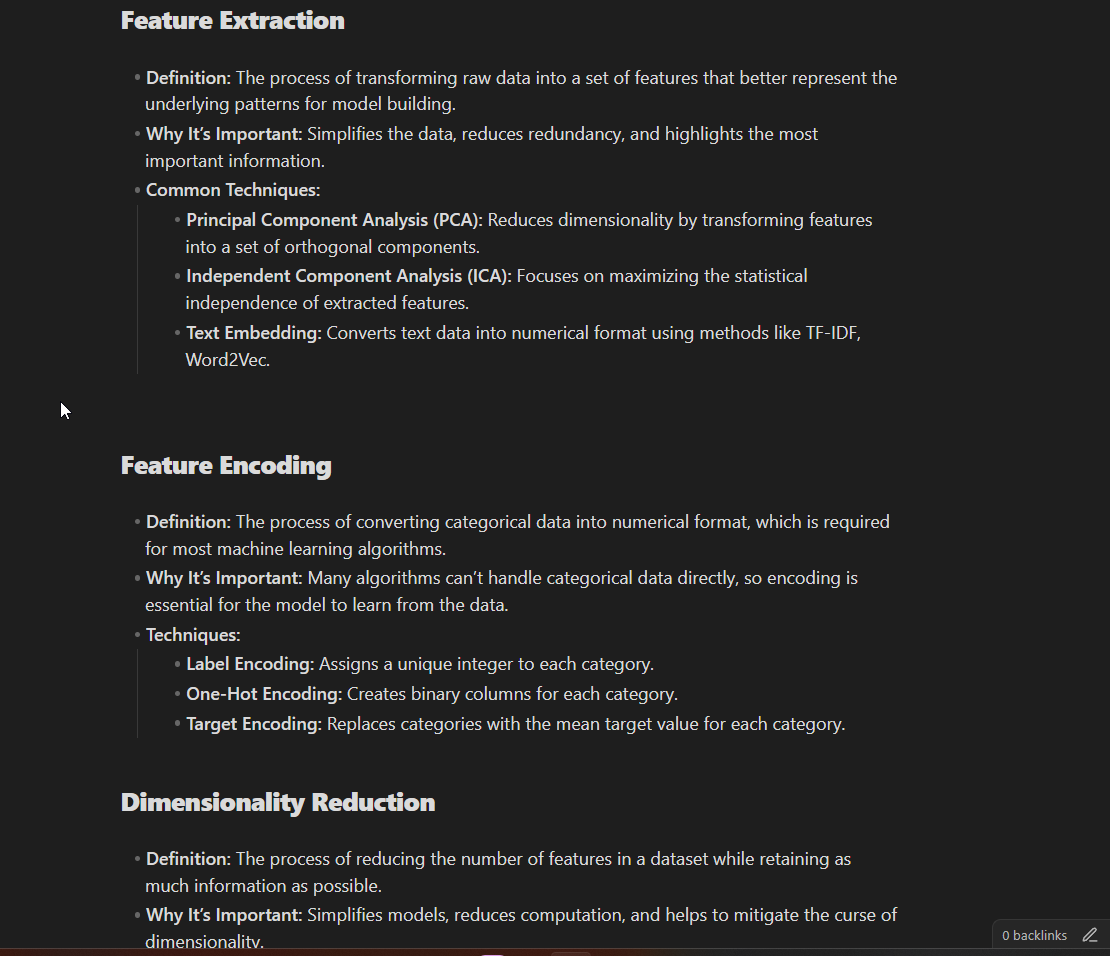 Feature Extraction
Definition: The process of transforming raw data into a set of features that better represent the
underlying patterns for model building.
Why It’s Important: Simplifies the data, reduces redundancy, and highlights the most
important information.
Common Techniques:
Principal Component Analysis (PCA): Reduces dimensionality by transforming features
into a set of orthogonal components.
Independent Component Analysis (ICA): Focuses on maximizing the statistical
independence of extracted features.
Text Embedding: Converts text data into numerical format using methods like TF-IDF,
Word2Vec.
Feature Encoding
Definition: The process of converting categorical data into numerical format, which is required
for most machine learning algorithms.
Why It’s Important: Many algorithms can’t handle categorical data directly, so encoding is
essential for the model to learn from the data.
Techniques:
Label Encoding: Assigns a unique integer to each category.
One-Hot Encoding: Creates binary columns for each category.
Target Encoding: Replaces categories with the mean target value for each category.
Dimensionality Reduction
Definition: The process of reducing the number of features in a dataset while retaining as
much information as possible.
Why It’s Important: Simplifies models, reduces computation, and helps to mitigate the curse of
dimensionality.
0 backlinks